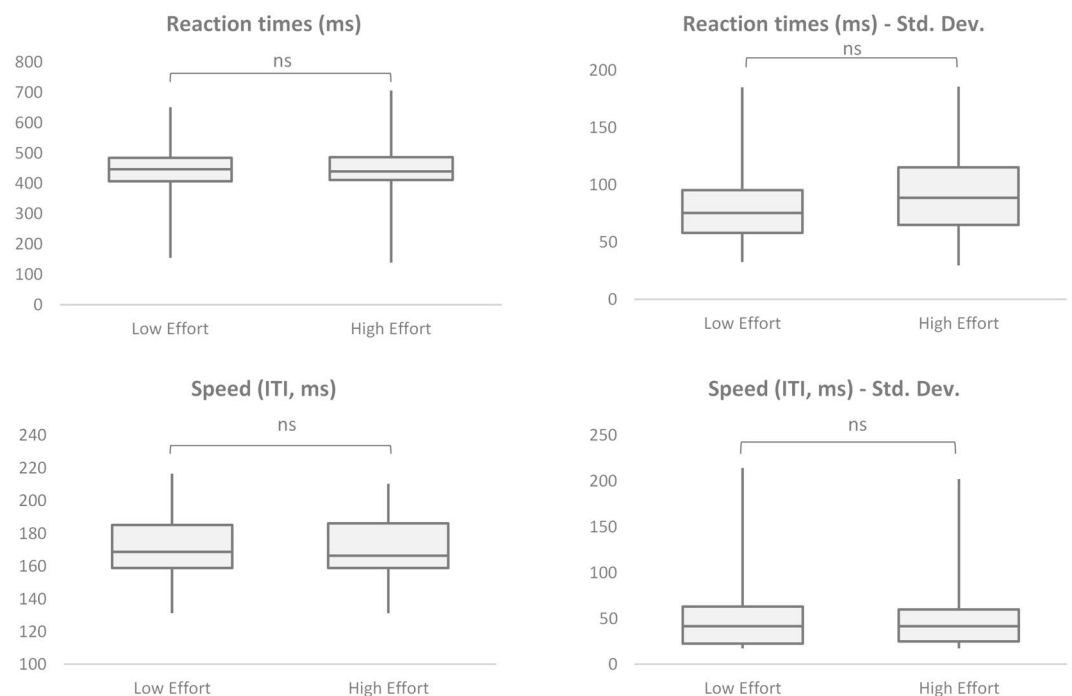 Reaction times (ms)
ns
800
700
600
500
400
300
200
100
0
Low Effort High Effort
Reaction times (ms) - Std. Dev.
ns
200
150
100
50
0
Low Effort High Effort
Speed (ITI, ms)
ns
240
220
200
180
160
140
120
100
Low Effort High Effort
Speed (ITI, ms) - Std. Dev.
ns
250
200
150
100
50
0
Low Effort High Effort